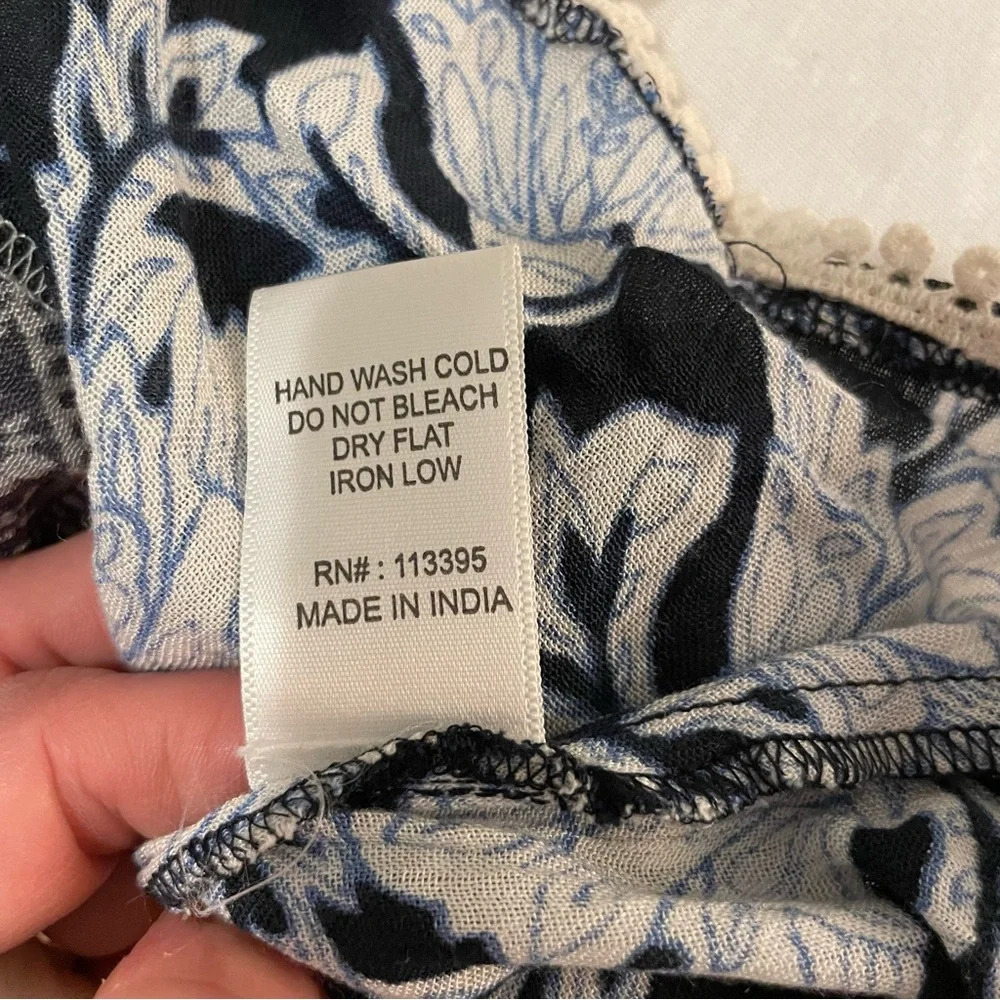 HAND WASH COLD
DO NOT BLEACH
DRY FLAT
IRON LOW
RN# : 113395
MADE IN INDIA